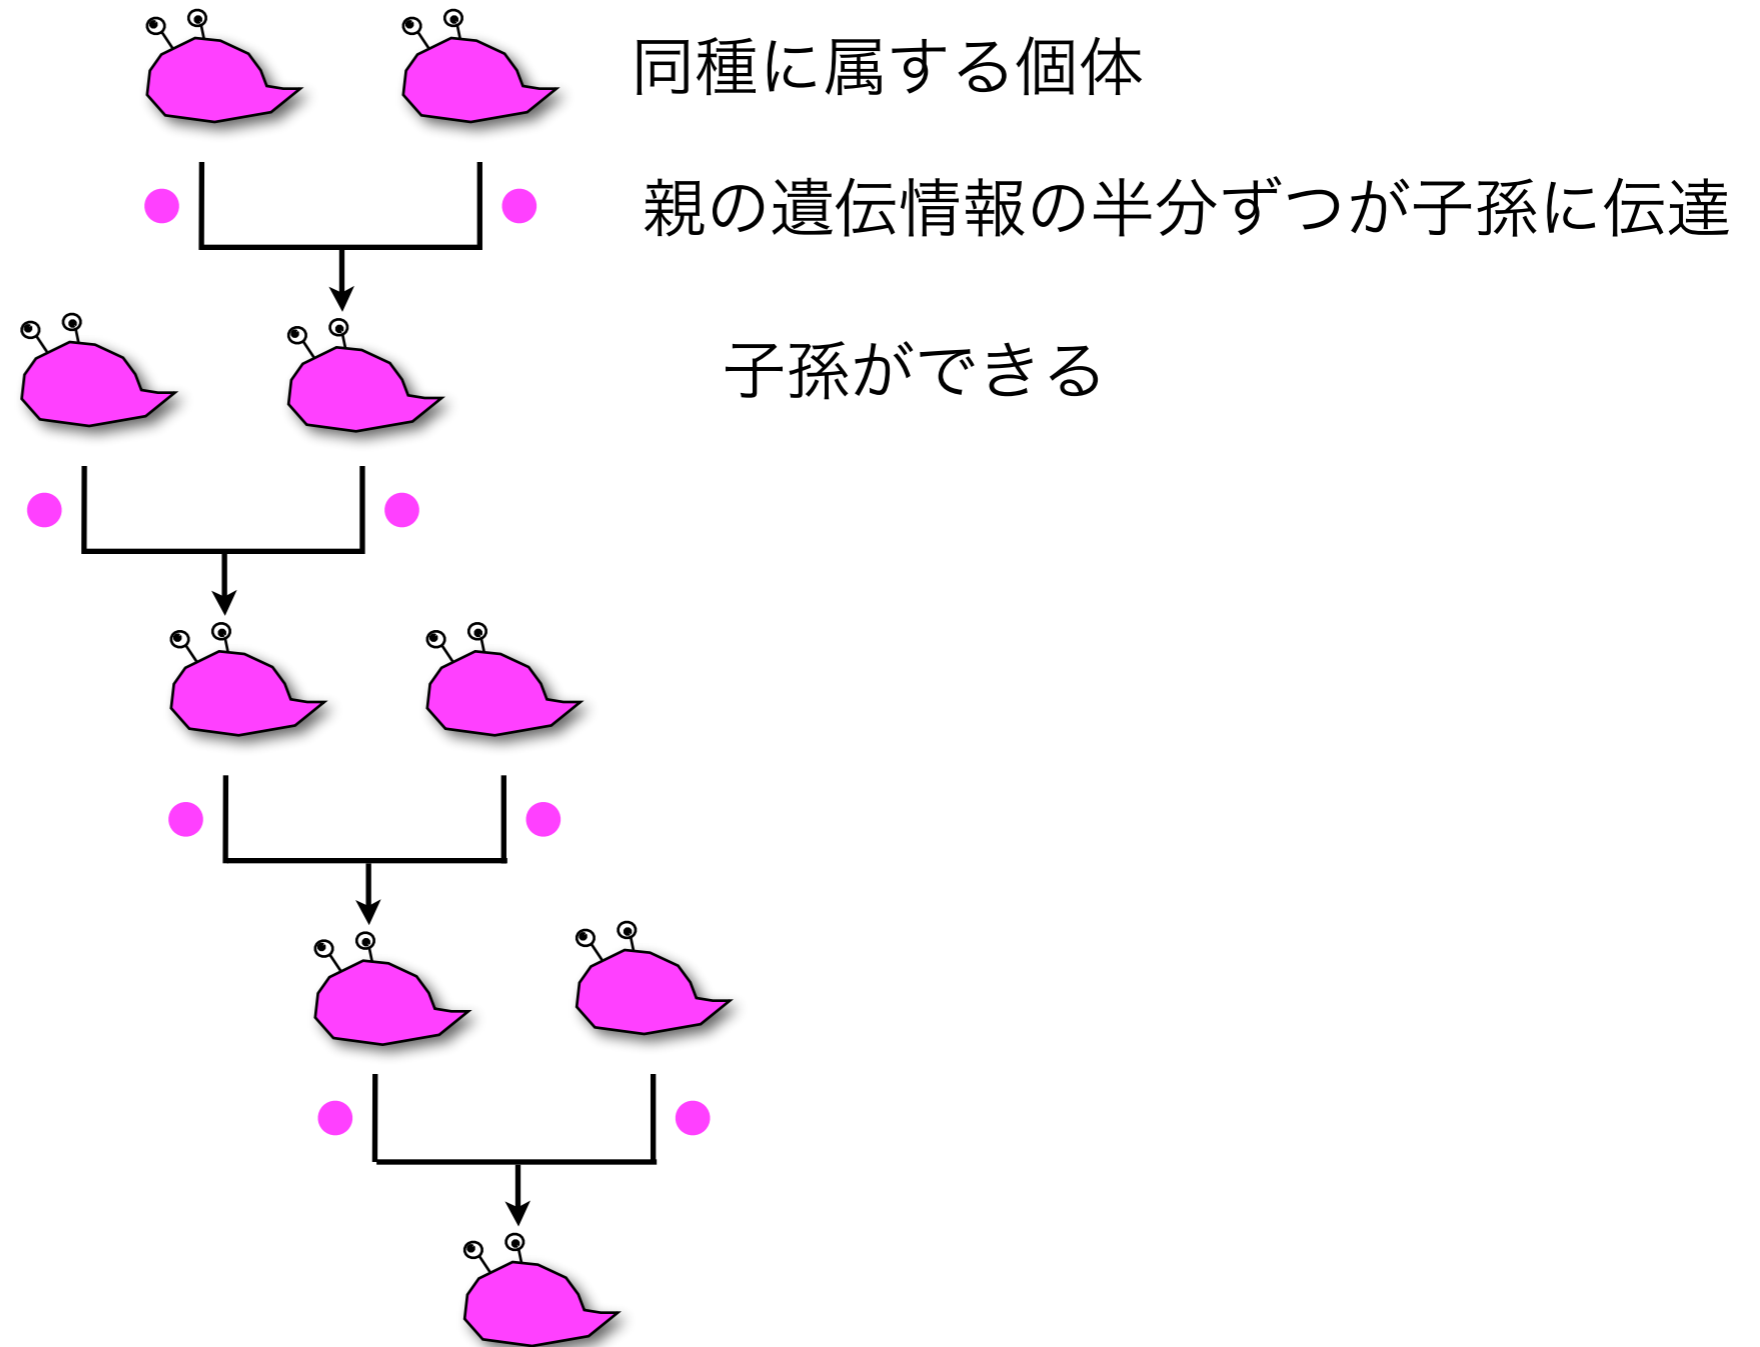 同種に属する個体
親の遺伝情報の半分ずつが子孫に伝達
子孫ができる